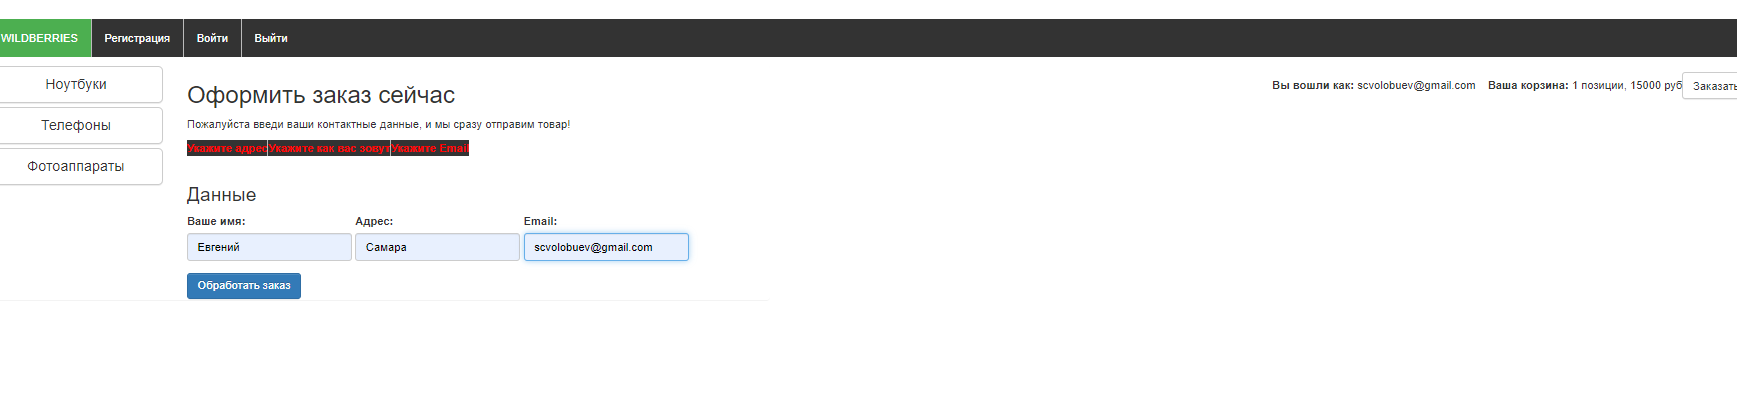 WILDBERRIES Регистрация Войти Выйти
Ноутбуки
Телефоны
Фотоаппараты
Вы вошли как: scvolobuev@gmail.com Ваша корзина: 1 позиции, 15000 руб Заказать
Оформить заказ сейчас
Пожалуйста введи ваши контактные данные, и мы сразу отправим товар!
Укажите адрес Укажите как вас зовут Укажите Email
Данные
Ваше имя: Адрес: Email:
Евгений Самара scvolobuev@gmail.com
Обработать заказ